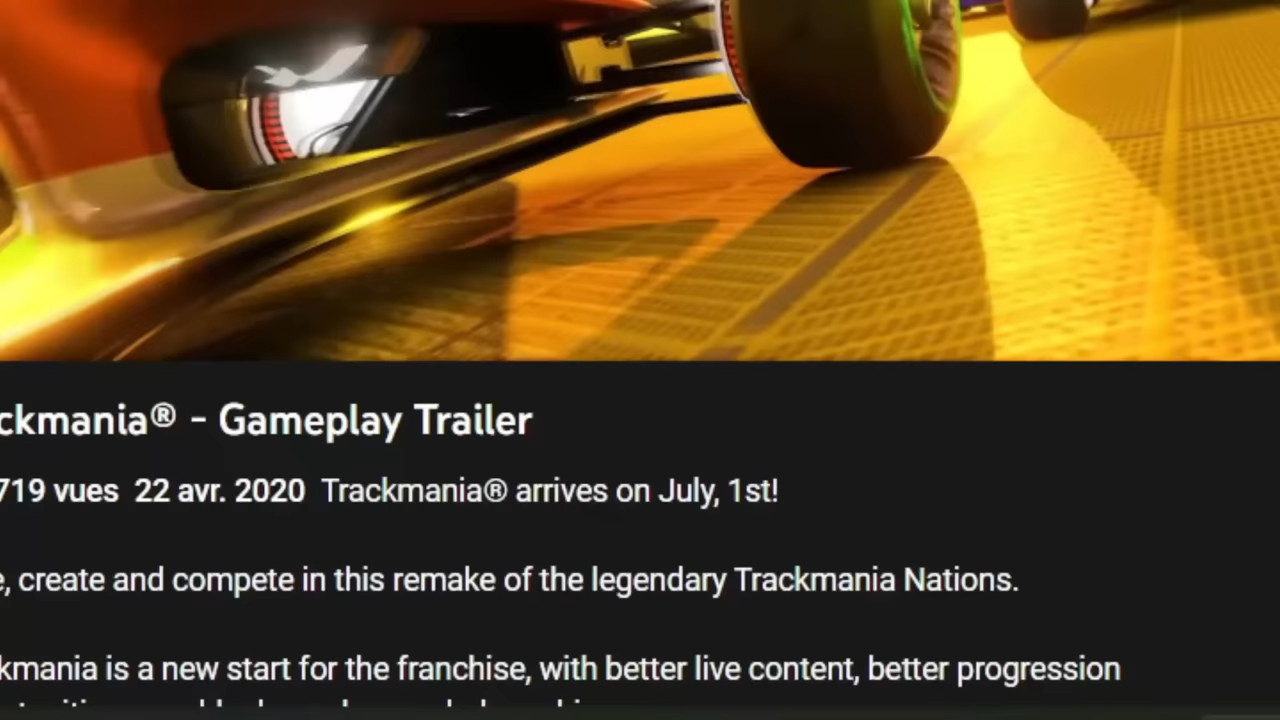 ckmania® - Gameplay Trailer
719 vues 22 avr. 2020 Trackmania® arrives on July, 1st!
e, create and compete in this remake of the legendary Trackmania Nations.
kmania is a new start for the franchise, with better live content, better progression